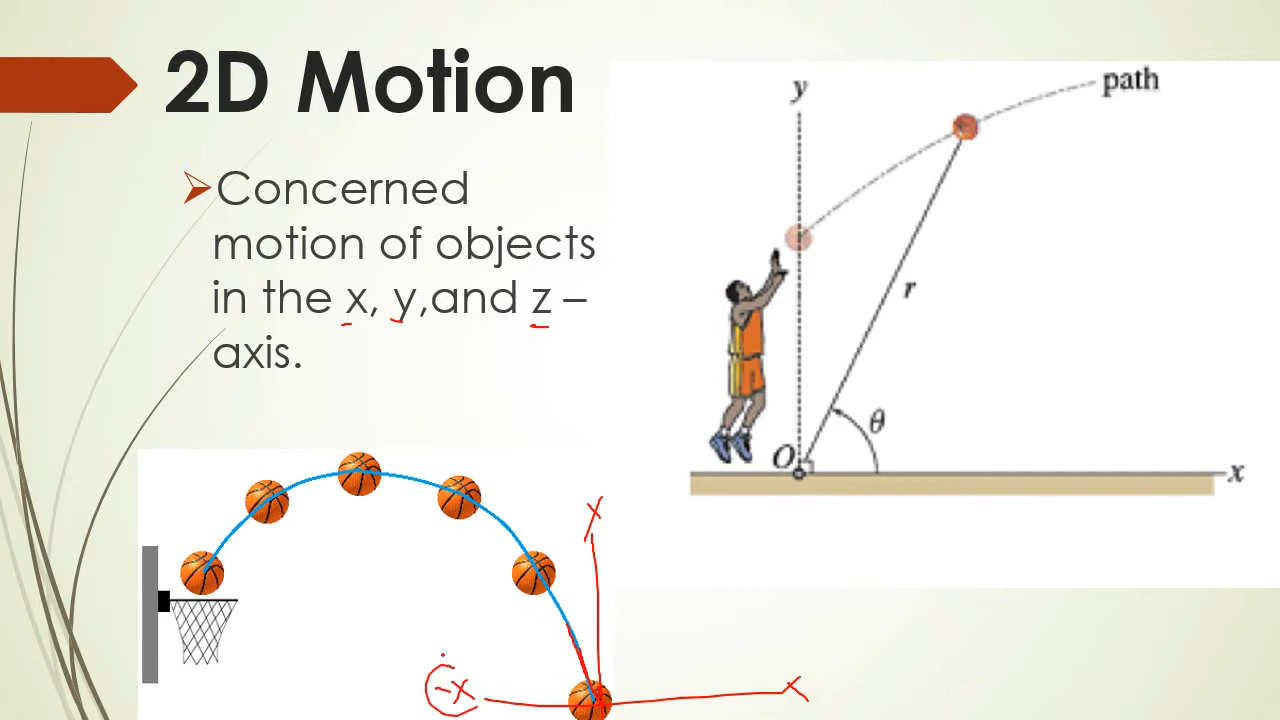 2D Motion
Concerned
motion of objects
in the x, y,and z –
axis.
y
path
r
θ
O
x
y
-x
x